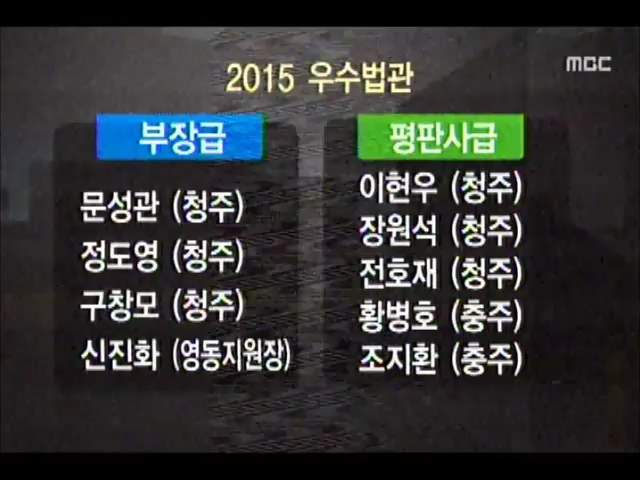 2015 우수법관
MBC
부장급
문성관 (청주)
정도영 (청주)
구창모 (청주)
신진화 (영동지원장)
평판사급
이현우 (청주)
장원석 (청주)
전호재 (청주)
황병호 (충주)
조지환 (충주)